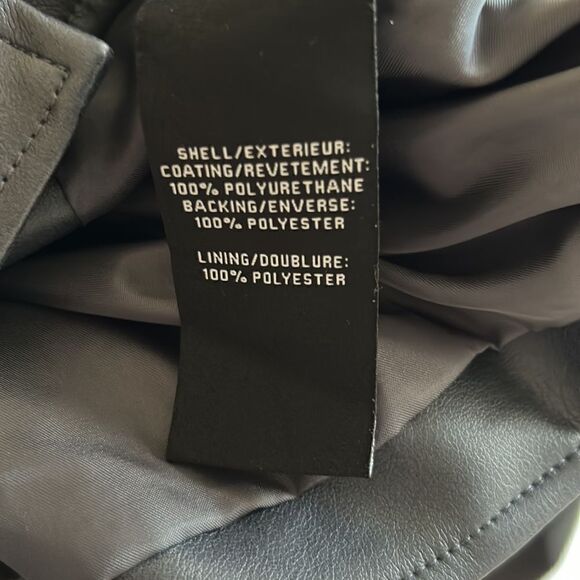 SHELL/EXTERIEUR:
COATING/REVETEMENT:
100% POLYURETHANE
BACKING/ENVERSE:
100% POLYESTER
LINING/DOUBLURE:
100% POLYESTER